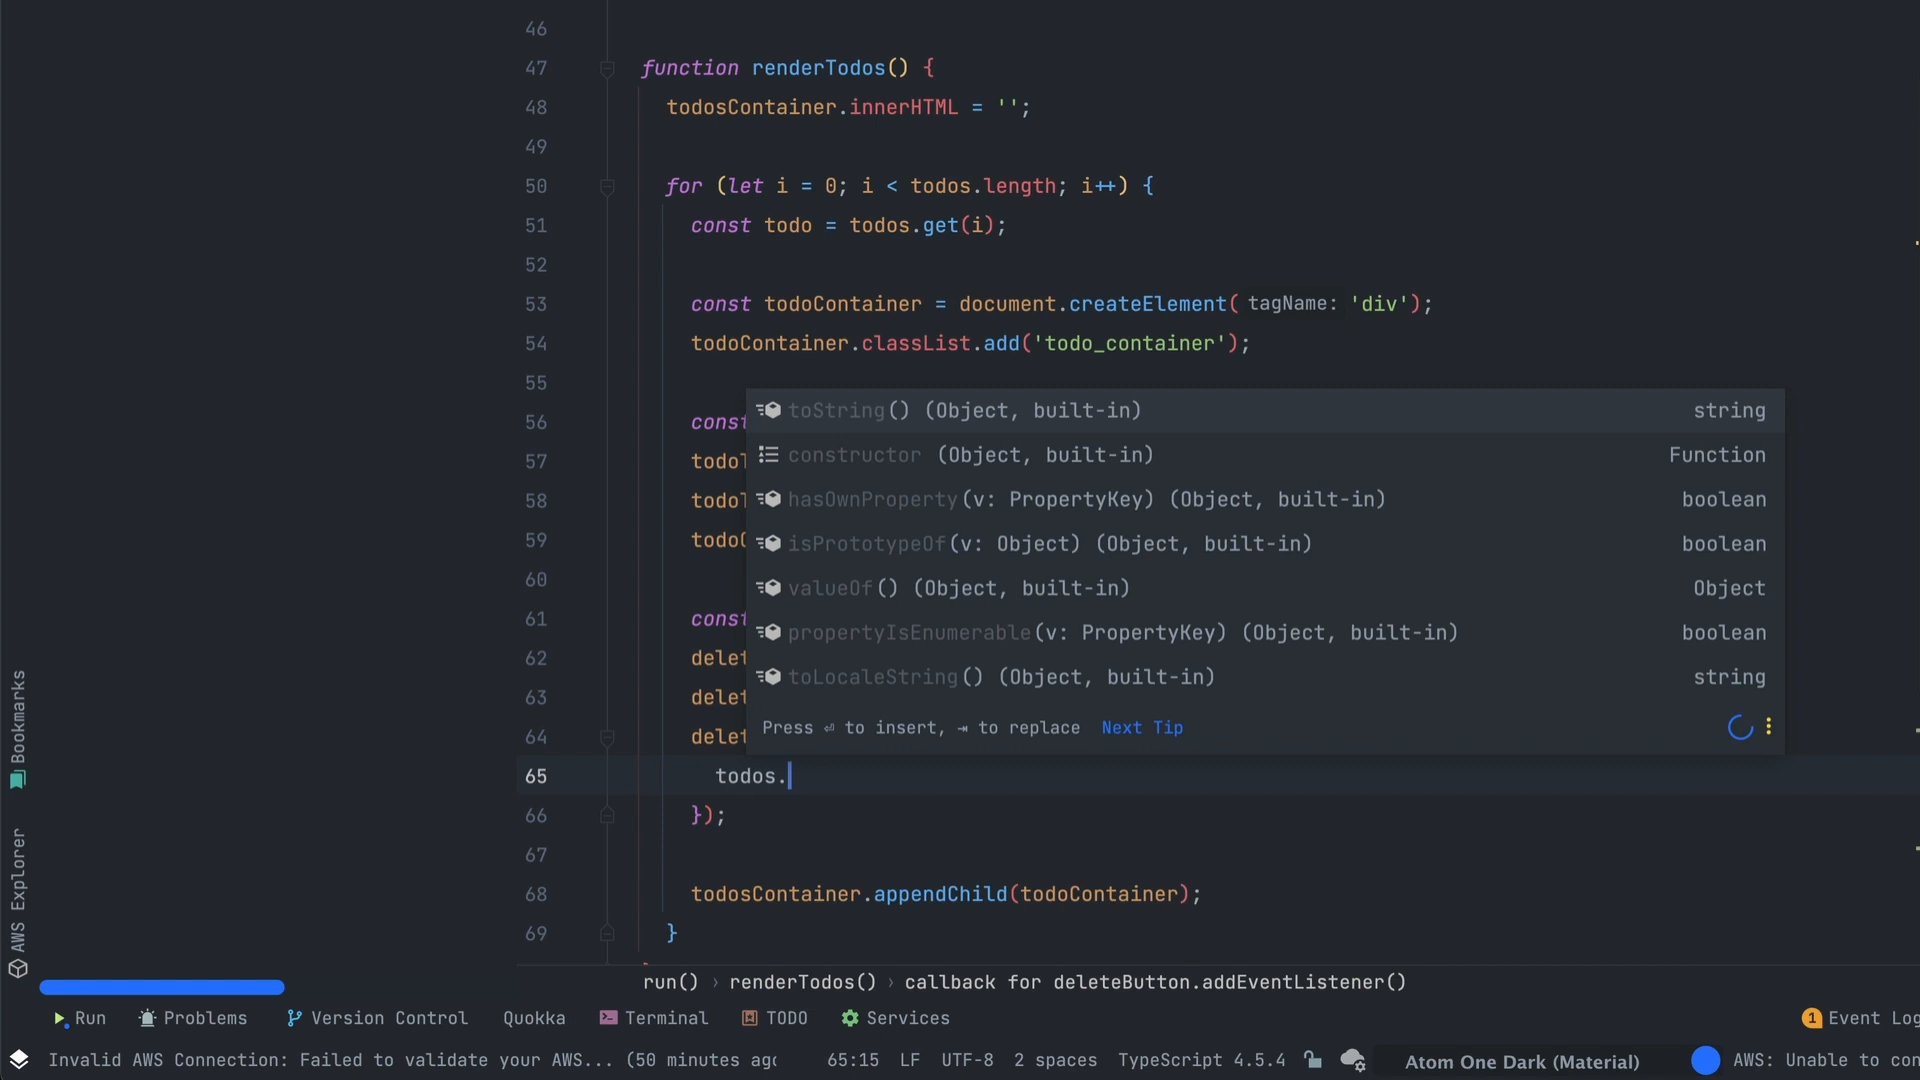 46
47 function renderTodos() {
48 todosContainer.innerHTML = '';
49
50 for (let i = 0; i < todos.length; i++) {
51 const todo = todos.get(i);
52
53 const todoContainer = document.createElement( tagName: 'div');
54 todoContainer.classList.add('todo_container');
55
toString() (Object, built-in) string
56 const
constructor (Object, built-in) Function
57 todoT
hasOwnProperty(v: PropertyKey) (Object, built-in) boolean
58 todoT
isPrototypeOf(v: Object) (Object, built-in) boolean
59 todoC
60
valueOf() (Object, built-in) Object
61 const
propertyIsEnumerable(v: PropertyKey) (Object, built-in) boolean
62 delet
toLocaleString() (Object, built-in) string
63 delet
Press ⏎ to insert, ⇥ to replace Next Tip
64 delet
65 todos.
66 });
67
68 todosContainer.appendChild(todoContainer);
69 }
Bookmarks
AWS Explorer
run() › renderTodos() › callback for deleteButton.addEventListener()
Run Problems Version Control Quokka Terminal TODO Services 1 Event Log
Invalid AWS Connection: Failed to validate your AWS... (50 minutes ago 65:15 LF UTF-8 2 spaces TypeScript 4.5.4 Atom One Dark (Material) AWS: Unable to con